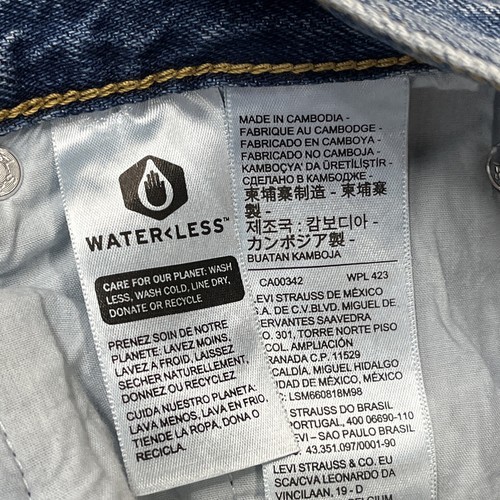 WATER<LESS™
CARE FOR OUR PLANET: WASH
LESS, WASH COLD, LINE DRY,
DONATE OR RECYCLE
PRENEZ SOIN DE NOTRE
PLANETE: LAVEZ MOINS,
LAVEZ A FROID, LAISSEZ
SECHER NATURELLEMENT,
DONNEZ OU RECYCLEZ
CUIDA NUESTRO PLANETA:
LAVA MENOS, LAVA EN FRIO,
TIENDE LA ROPA, DONA O
RECICLA.
MADE IN CAMBODIA -
FABRIQUE AU CAMBODGE -
FABRICADO EN CAMBOYA -
FABRICADO NO CAMBOJA -
KAMBOÇYA' DA ÜRETİLİŞTİR -
СДЕЛАНО В КАМБОДЖЕ -
柬埔寨制造 - 柬埔寨
製 -
제조국 : 캄보디아 -
カンボジア製 -
BUATAN KAMBOJA
CA00342 WPL 423
LEVI STRAUSS DE MÉXICO
S.A. DE C.V.BLVD. MIGUEL DE
CERVANTES SAAVEDRA
NO. 301, TORRE NORTE PISO
COL. AMPLIACIÓN
GRANADA C.P. 11529
MIGUEL HIDALGO
CIUDAD DE MÉXICO, MÉXICO
LSM660818M98
STRAUSS DO BRASIL
PORTUGAL, 400 06690-110
SAO PAULO BRASIL
43.351.097/0001-90
LEVI STRAUSS & CO. EU
SCA/CVA LEONARDO DA
VINCILAAN, 19 - D